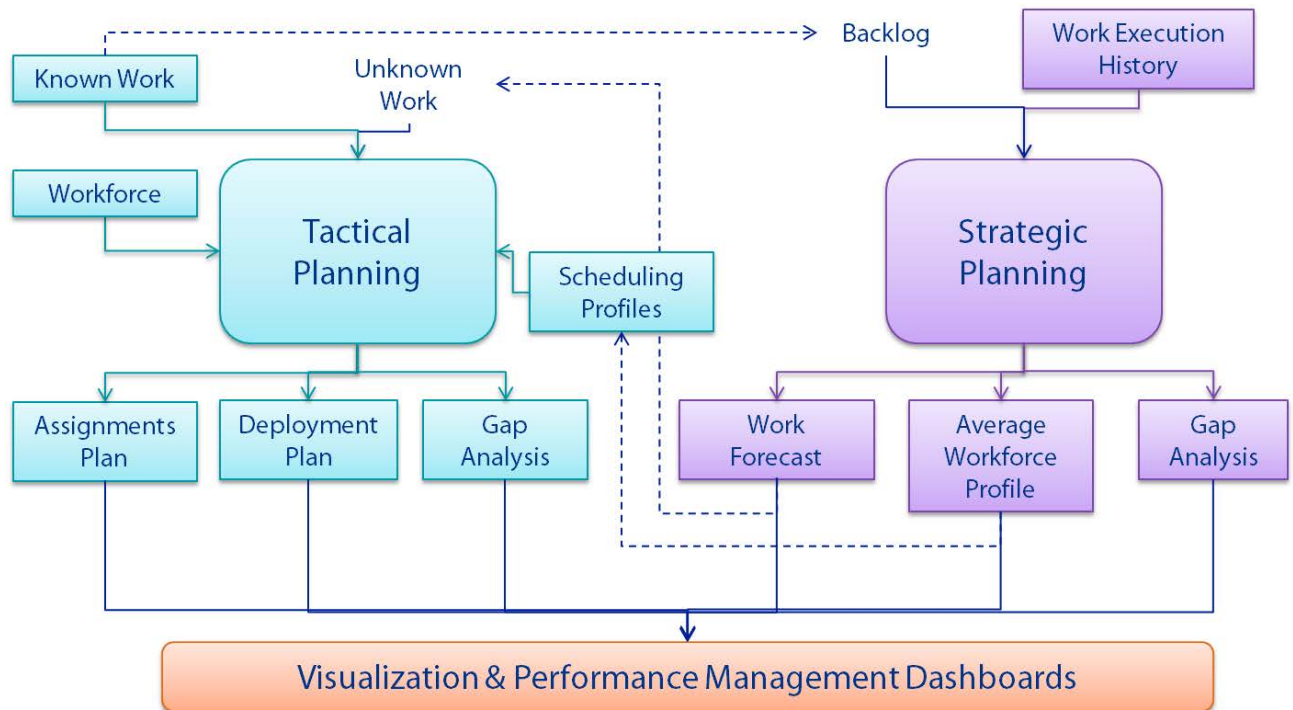 Backlog
Work Execution
History
Known Work
Unknown
Work
Workforce
Tactical
Planning
Scheduling
Profiles
Strategic
Planning
Assignments
Plan
Deployment
Plan
Gap
Analysis
Work
Forecast
Average
Workforce
Profile
Gap
Analysis
Visualization & Performance Management Dashboards